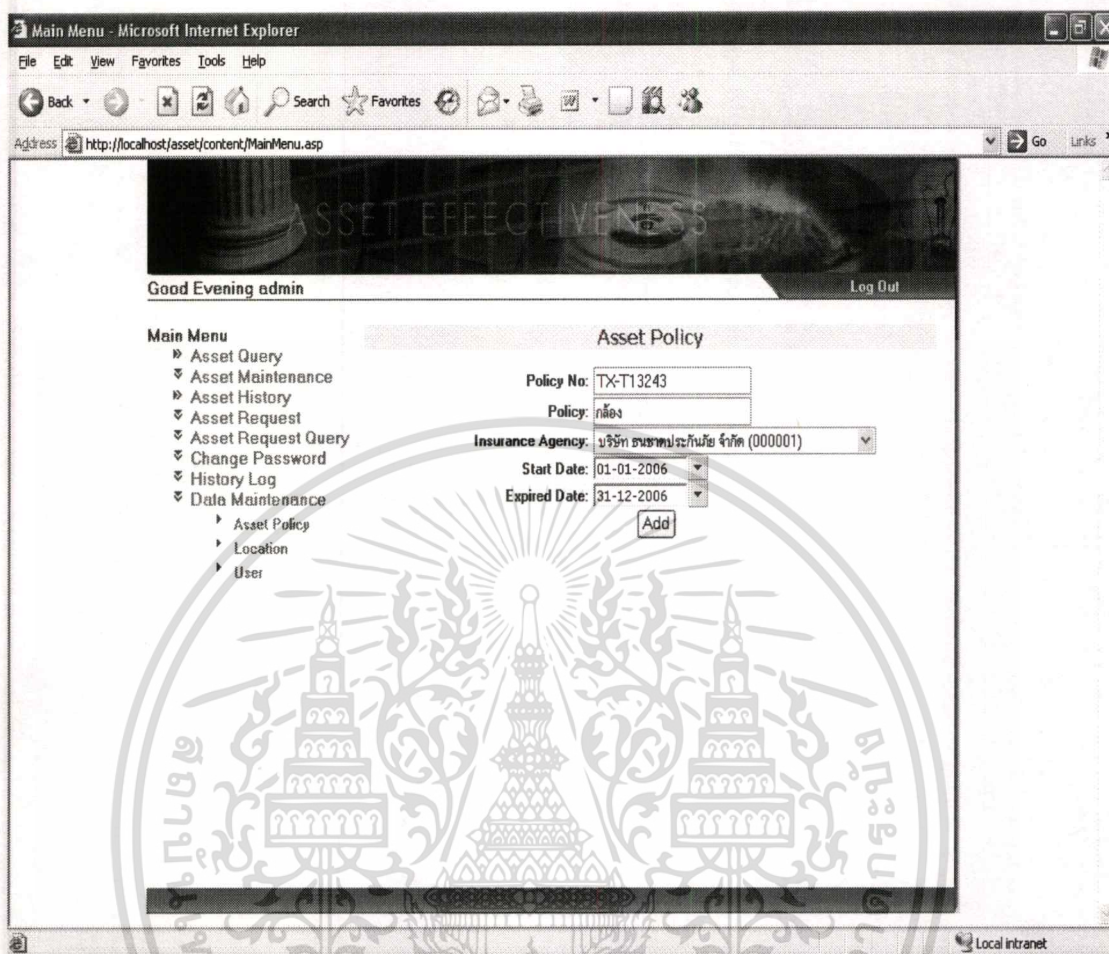 Main Menu - Microsoft Internet Explorer
File Edit View Favorites Tools Help
Back Search Favorites
Address http://localhost/asset/content/MainMenu.asp Go Links
ASSET EFFECTIVENESS
Good Evening admin Log Out
Main Menu
Asset Query
Asset Maintenance
Asset History
Asset Request
Asset Request Query
Change Password
History Log
Data Maintenance
Asset Policy
Location
User
Asset Policy
Policy No: TX-T13243
Policy: กล้อง
Insurance Agency: บริษัท ธนชาตประกันภัย จำกัด (000001)
Start Date: 01-01-2006
Expired Date: 31-12-2006
Add
Local intranet